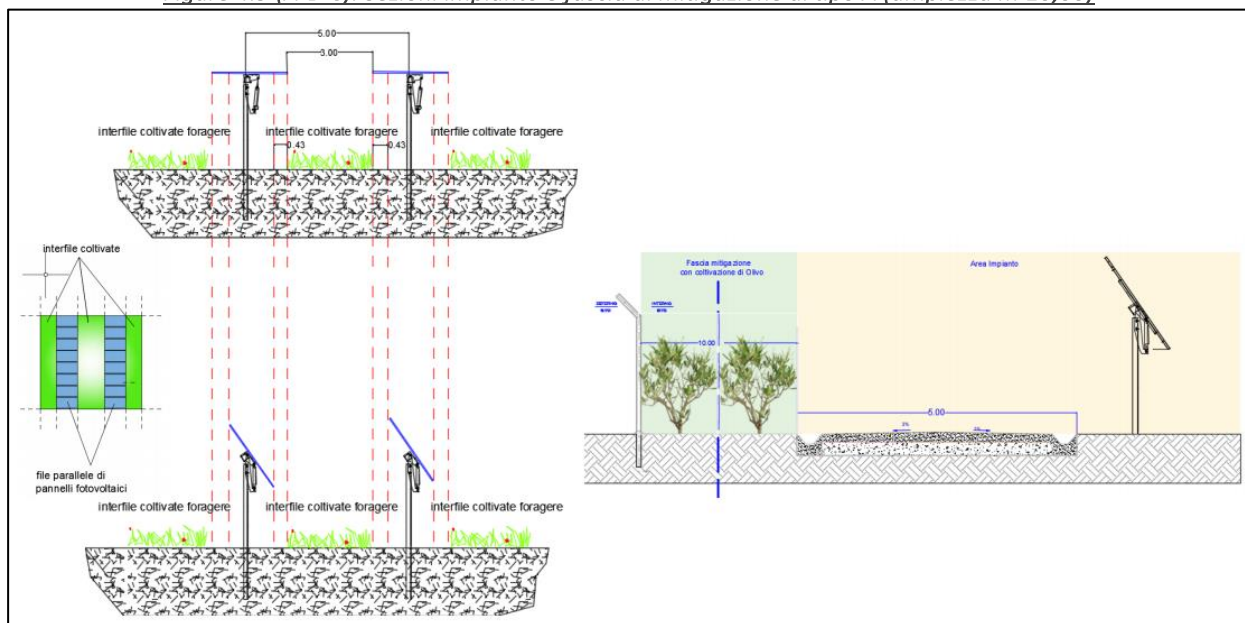 5.00
3.00
interfile coltivate foragere
interfile coltivate foragere
interfile coltivate foragere
0.43
0.43
interfile coltivate
file parallele di
pannelli fotovoltaici
interfile coltivate foragere
interfile coltivate foragere
interfile coltivate foragere
Fascia mitigazione
con coltivazione di Olivo
Area Impianto
10.00
5.00